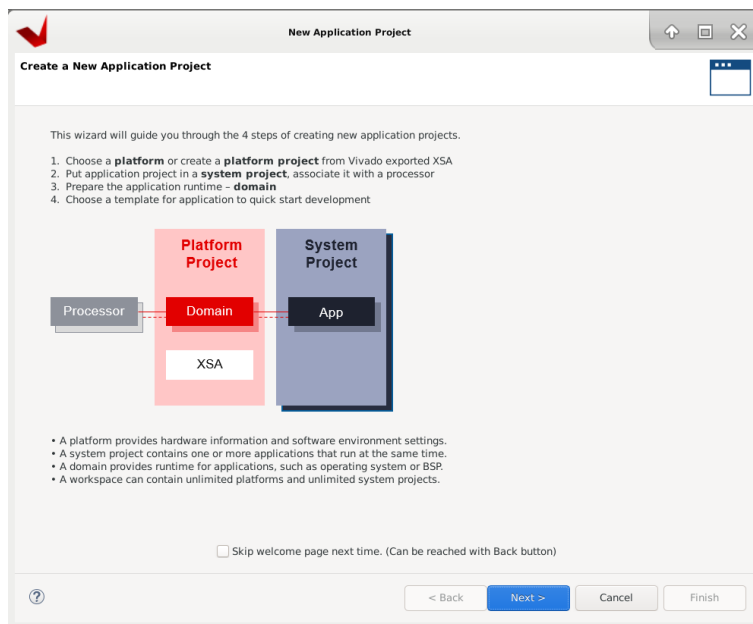 New Application Project
Create a New Application Project
This wizard will guide you through the 4 steps of creating new application projects.
1. Choose a platform or create a platform project from Vivado exported XSA
2. Put application project in a system project, associate it with a processor
3. Prepare the application runtime – domain
4. Choose a template for application to quick start development
Platform
Project
System
Project
Processor
Domain
App
XSA
• A platform provides hardware information and software environment settings.
• A system project contains one or more applications that run at the same time.
• A domain provides runtime for applications, such as operating system or BSP.
• A workspace can contain unlimited platforms and unlimited system projects.
Skip welcome page next time. (Can be reached with Back button)
?
< Back
Next >
Cancel
Finish